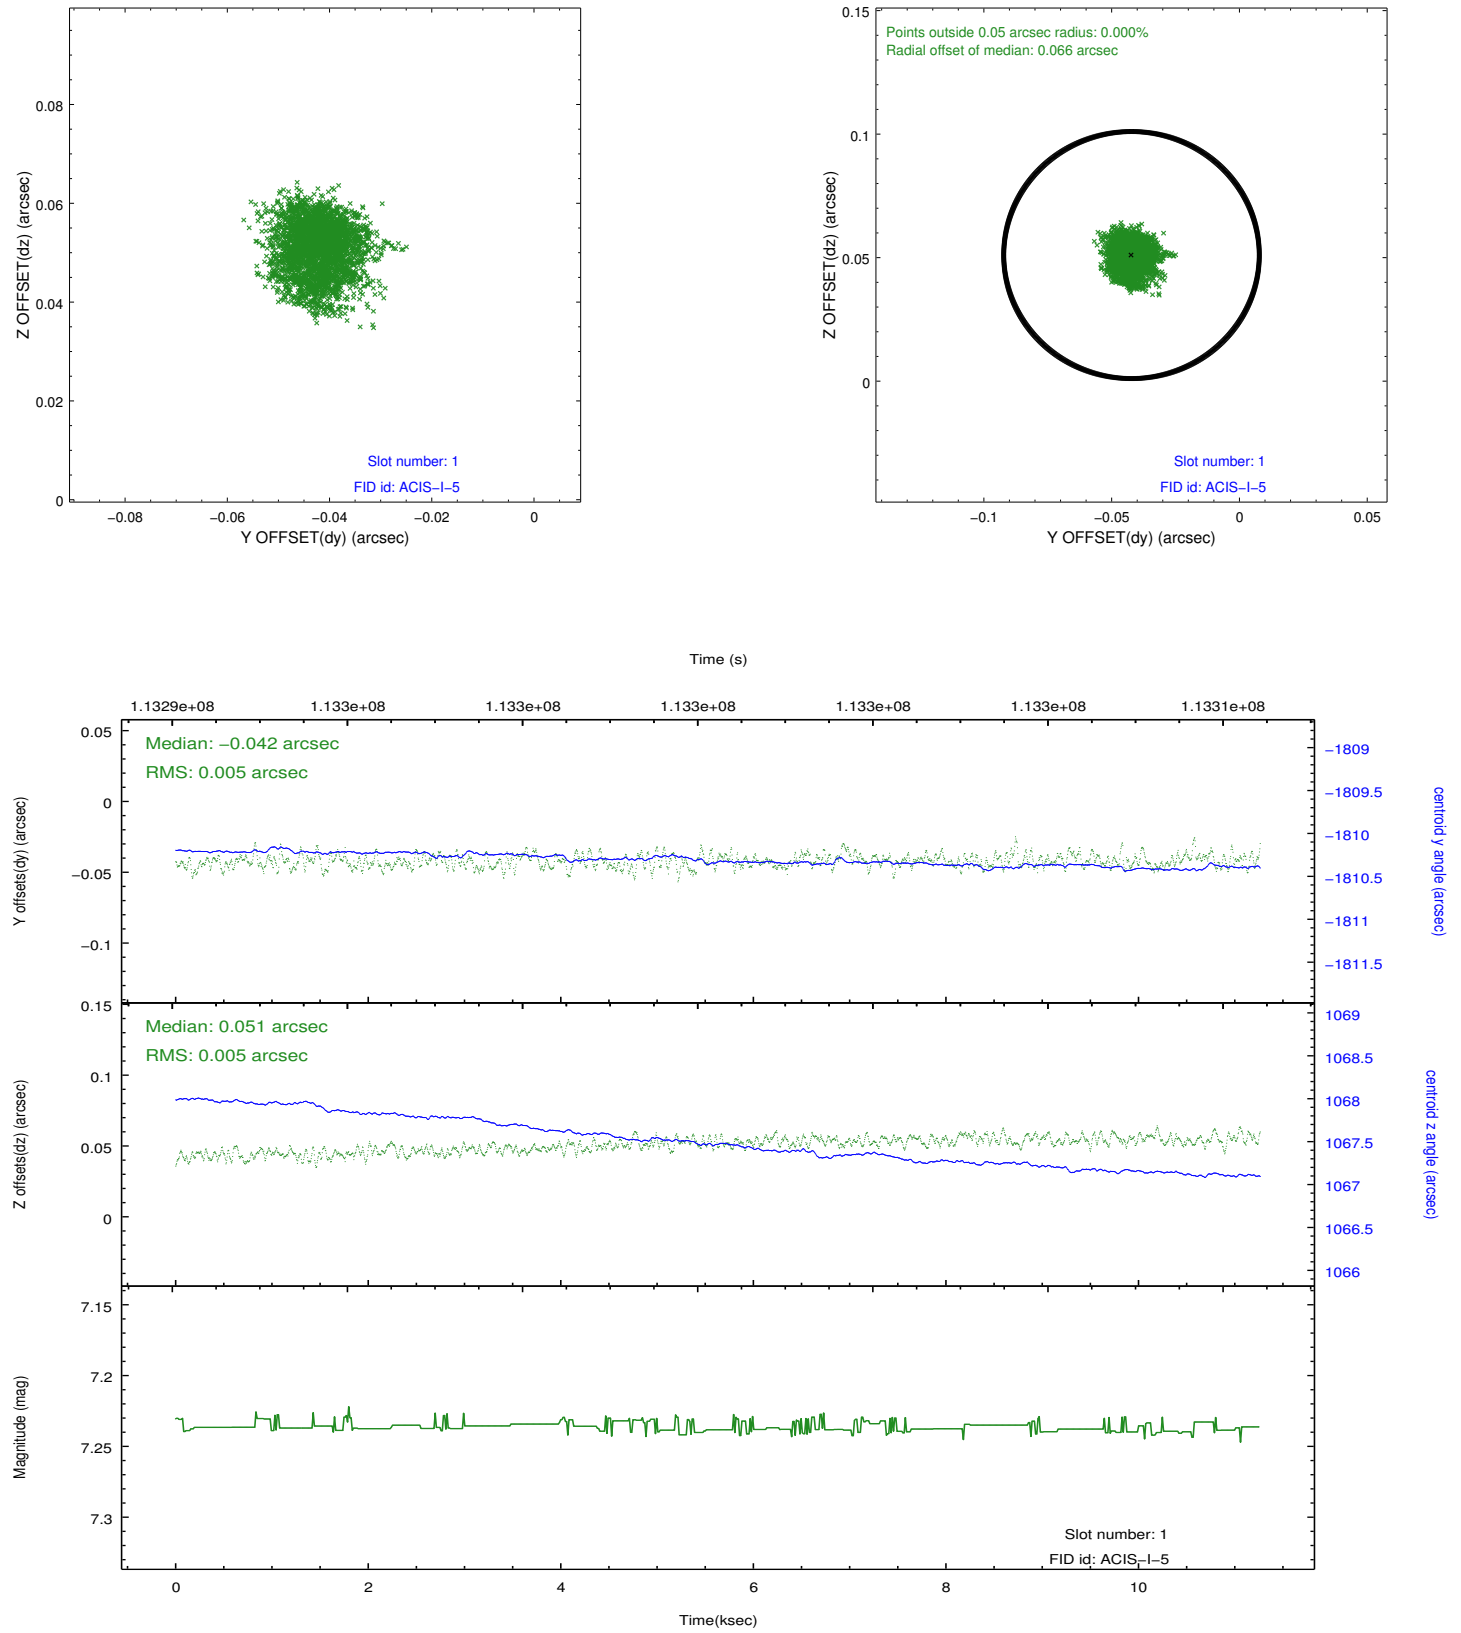 0.08
0.06
0.04
0.02
0
Z OFFSET(dz) (arcsec)
−0.08 −0.06 −0.04 −0.02 0
Y OFFSET(dy) (arcsec)
Slot number: 1
FID id: ACIS−I−5
Points outside 0.05 arcsec radius: 0.000%
Radial offset of median: 0.066 arcsec
0.15
0.1
0.05
0
Z OFFSET(dz) (arcsec)
−0.1 −0.05 0 0.05
Y OFFSET(dy) (arcsec)
Slot number: 1
FID id: ACIS−I−5
Time (s)
1.1329e+08 1.133e+08 1.133e+08 1.133e+08 1.133e+08 1.133e+08 1.1331e+08
Median: −0.042 arcsec
RMS: 0.005 arcsec
0.05
0
−0.05
−0.1
Y offsets(dy) (arcsec)
−1809
−1809.5
−1810
−1810.5
−1811
−1811.5
centroid y angle (arcsec)
Median: 0.051 arcsec
RMS: 0.005 arcsec
0.15
0.1
0.05
0
Z offsets(dz) (arcsec)
1069
1068.5
1068
1067.5
1067
1066.5
1066
centroid z angle (arcsec)
7.15
7.2
7.25
7.3
Magnitude (mag)
Slot number: 1
FID id: ACIS−I−5
0 2 4 6 8 10
Time(ksec)